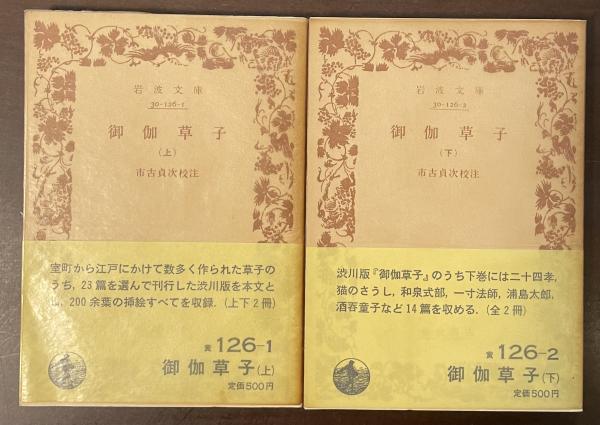 岩波文庫
30-126-1
御伽草子
(上)
市古貞次校注
室町から江戸にかけて数多く作られた草子の
うち,23篇を選んで刊行した渋川版を本文と
し,200余葉の挿絵すべてを収録.(上下2冊)
黄 126-1
御伽草子(上)
定価500円
岩波文庫
30-126-2
御伽草子
(下)
市古貞次校注
渋川版『御伽草子』のうち下巻には二十四孝,
猫のさうし,和泉式部,一寸法師,浦島太郎,
酒呑童子など14篇を収める.(全2冊)
黄 126-2
御伽草子(下)
定価500円